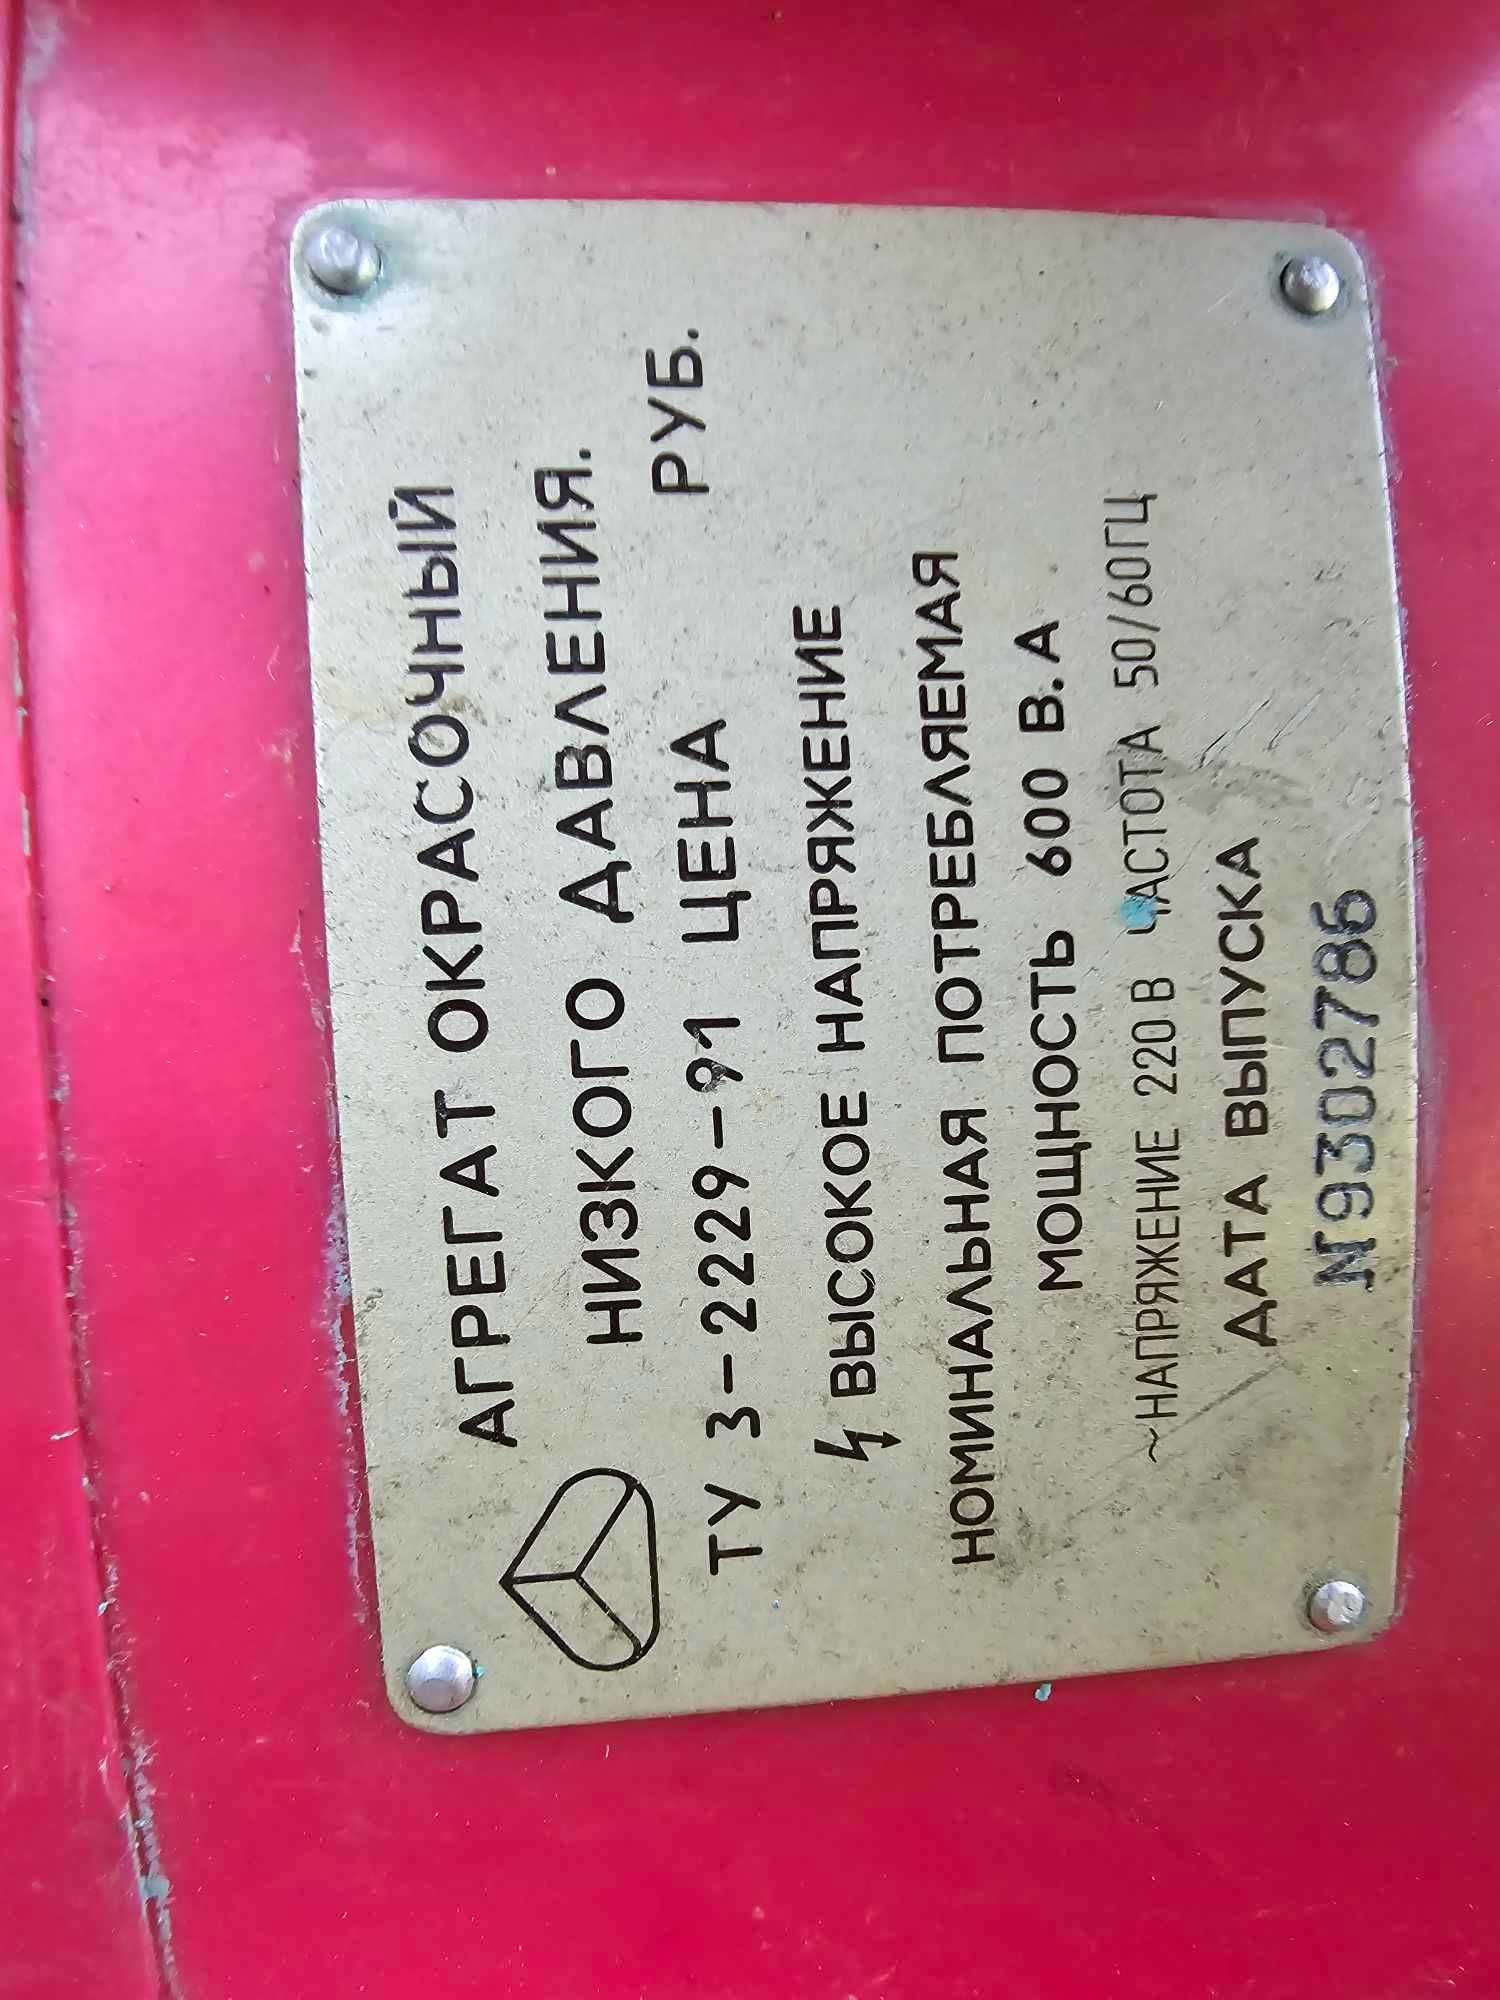 АГРЕГАТ ОКРАСОЧНЫЙ
НИЗКОГО ДАВЛЕНИЯ.
ТУ 3-2229-91 ЦЕНА РУБ.
ВЫСОКОЕ НАПРЯЖЕНИЕ
НОМИНАЛЬНАЯ ПОТРЕБЛЯЕМАЯ
МОЩНОСТЬ 600 В.А
~НАПРЯЖЕНИЕ 220 В ЧАСТОТА 50/60ГЦ
ДАТА ВЫПУСКА
N9302786